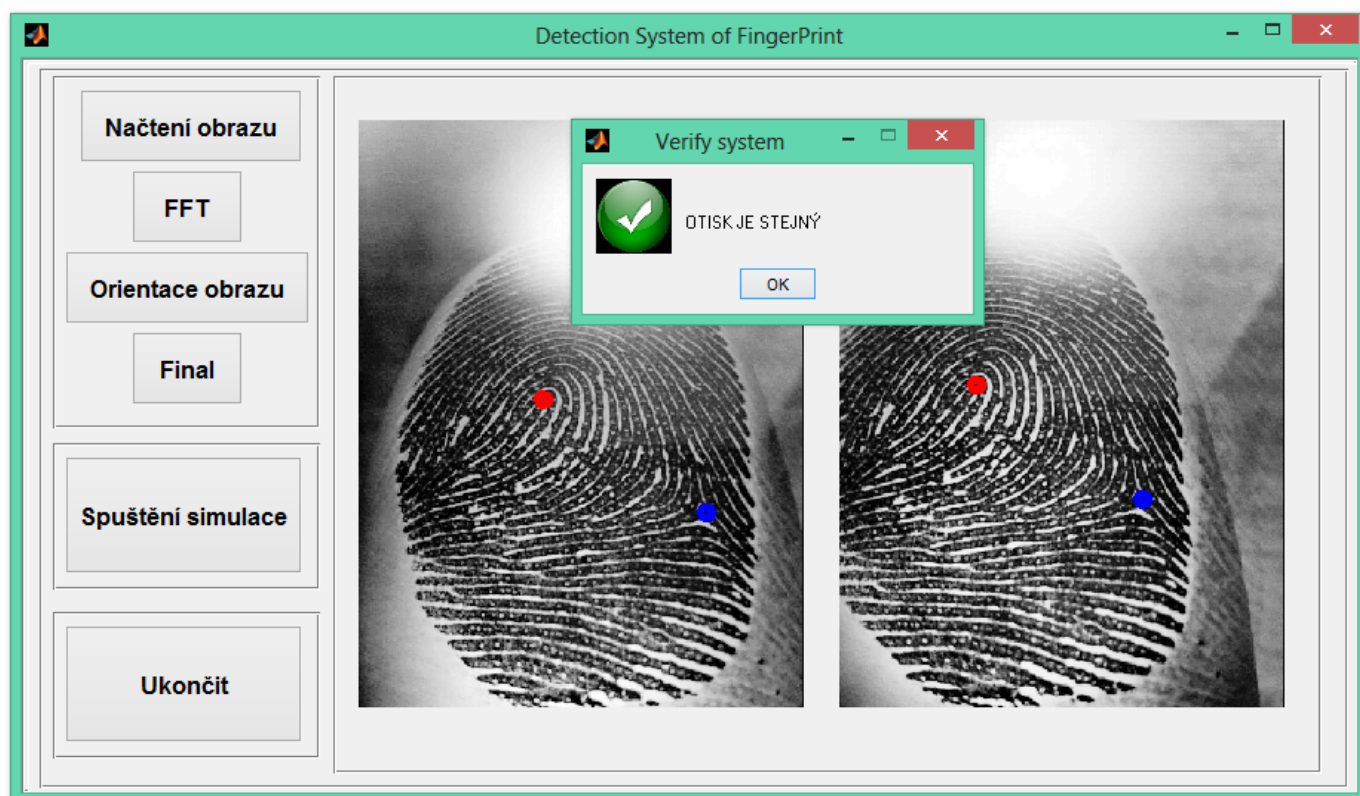 Detection System of FingerPrint
Načtení obrazu
FFT
Orientace obrazu
Final
Spuštění simulace
Ukončit
Verify system
OTISK JE STEJNÝ
OK